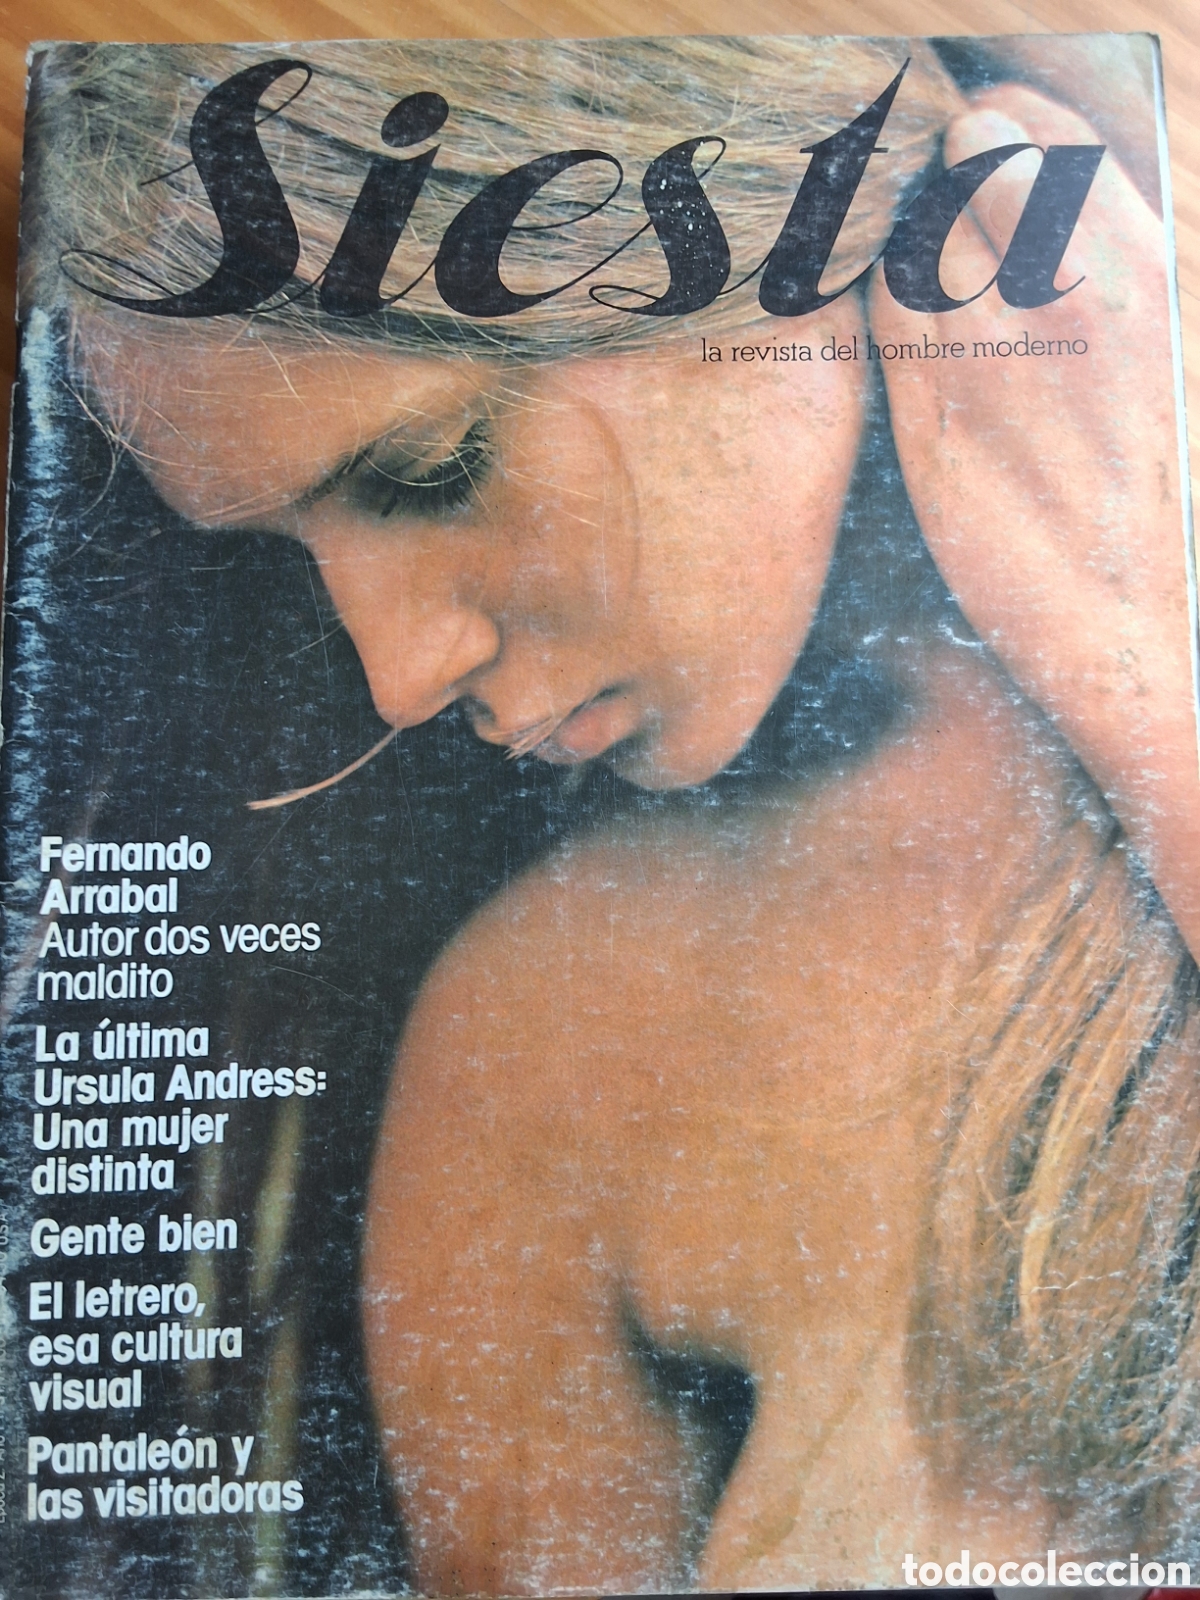 Siesta
la revista del hombre moderno
Fernando
Arrabal
Autor dos veces
maldito
La última
Ursula Andress:
Una mujer
distinta
Gente bien
El letrero,
esa cultura
visual
Pantaleón y
las visitadoras
todocoleccion